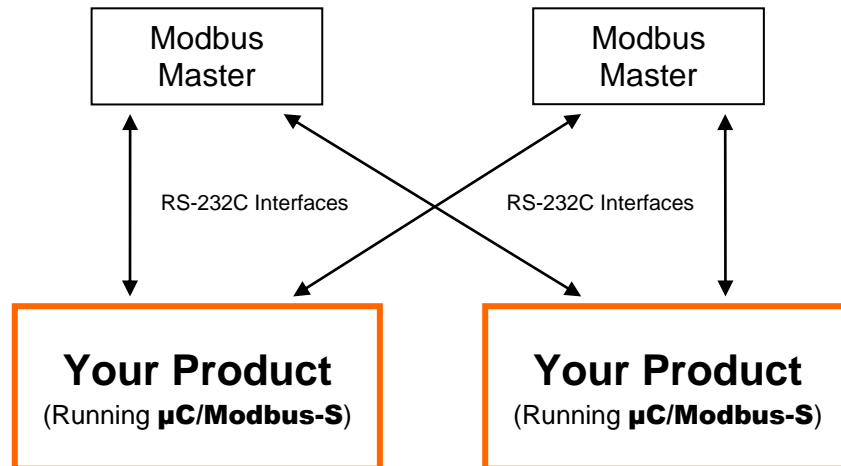 Modbus
Master
Modbus
Master
RS-232C Interfaces
RS-232C Interfaces
Your Product
(Running µC/Modbus-S)
Your Product
(Running µC/Modbus-S)